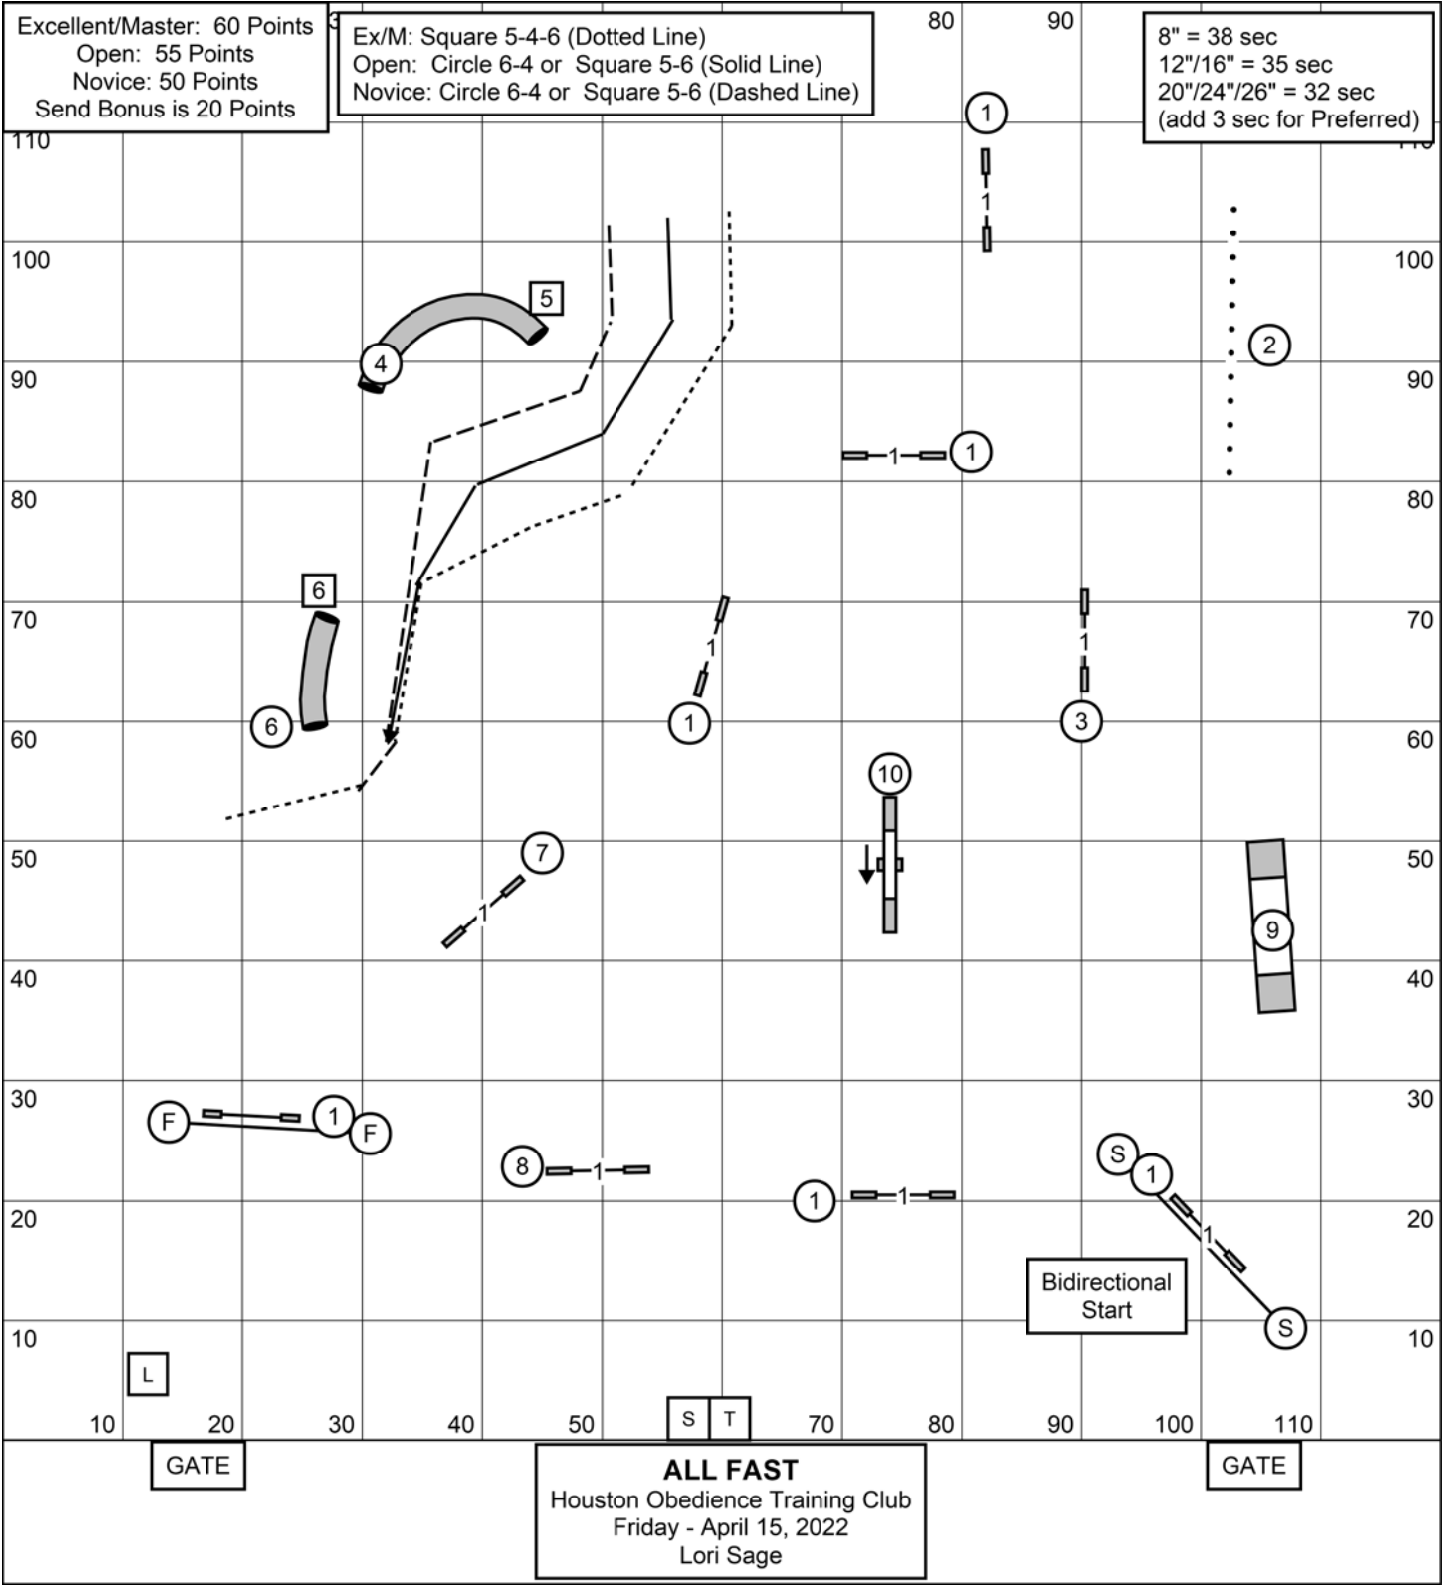 Excellent/Master: 60 Points
Open: 55 Points
Novice: 50 Points
Send Bonus is 20 Points
3
Ex/M: Square 5-4-6 (Dotted Line)
Open: Circle 6-4 or Square 5-6 (Solid Line)
Novice: Circle 6-4 or Square 5-6 (Dashed Line)
80
90
8" = 38 sec
12"/16" = 35 sec
20"/24"/26" = 32 sec
(add 3 sec for Preferred)
1
110
110
1
100
100
5
2
4
90
90
1
1
80
80
6
70
70
1
1
6
1
3
60
60
10
7
50
50
1
9
40
40
30
30
F
1
F
8
1
S
1
1
1
20
20
1
Bidirectional
Start
S
10
10
L
10
20
30
40
50
S
T
70
80
90
100
110
GATE
GATE
ALL FAST
Houston Obedience Training Club
Friday - April 15, 2022
Lori Sage